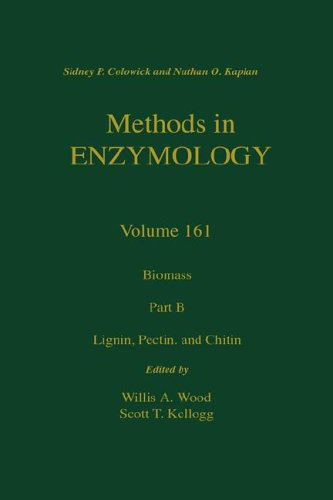 Sidney P. Colowick and Nathan O. Kaplan
Methods in
ENZYMOLOGY
Volume 161
Biomass
Part B
Lignin, Pectin. and Chitin
Edited by
Willis A. Wood
Scott T. Kellogg